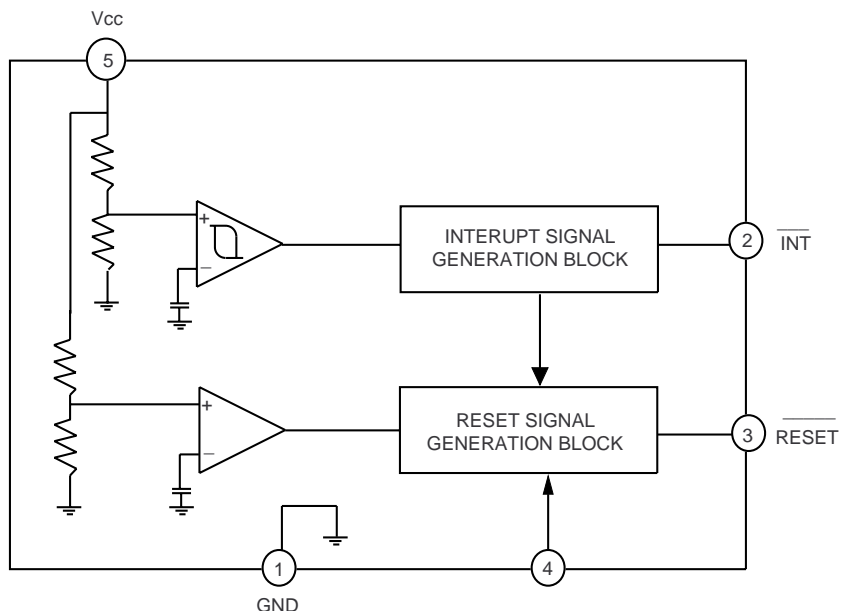 Vcc
5
+
−
INTERUPT SIGNAL
GENERATION BLOCK
2
INT
+
−
RESET SIGNAL
GENERATION BLOCK
3
RESET
1
4
GND